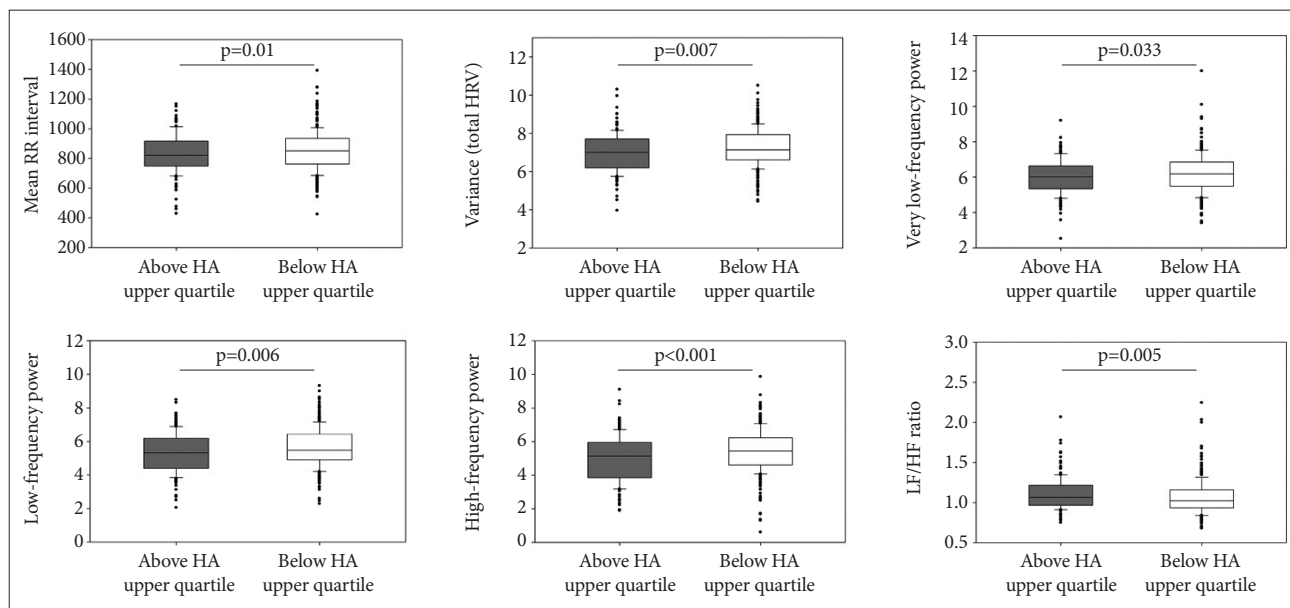 Mean RR interval
1600
1400
1200
1000
800
600
400
200
p=0.01
Above HA
upper quartile
Below HA
upper quartile
Variance (total HRV)
12
10
8
6
4
2
p=0.007
Above HA
upper quartile
Below HA
upper quartile
Very low-frequency power
14
12
10
8
6
4
2
p=0.033
Above HA
upper quartile
Below HA
upper quartile
Low-frequency power
12
10
8
6
4
2
0
p=0.006
Above HA
upper quartile
Below HA
upper quartile
High-frequency power
12
10
8
6
4
2
0
p<0.001
Above HA
upper quartile
Below HA
upper quartile
LF/HF ratio
3.0
2.5
2.0
1.5
1.0
0.5
p=0.005
Above HA
upper quartile
Below HA
upper quartile